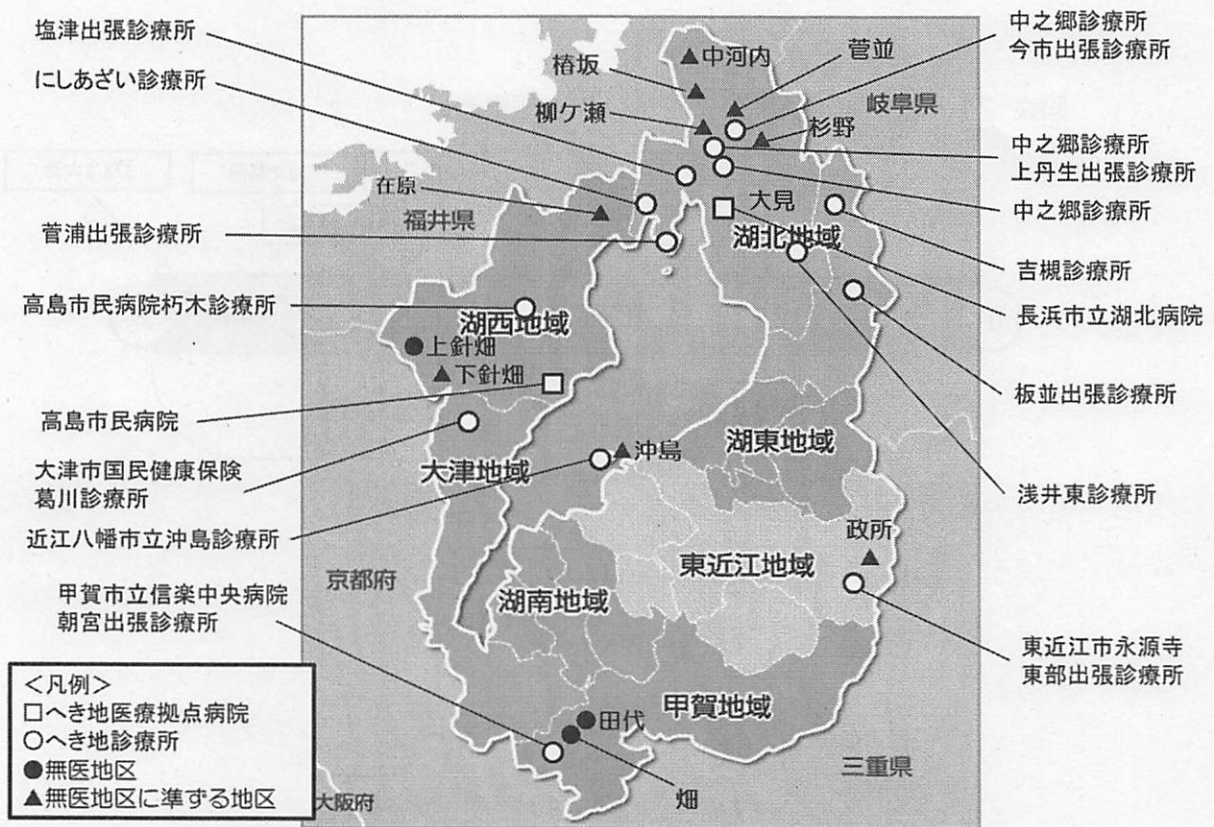 塩津出張診療所
にしあざい診療所
菅浦出張診療所
高島市民病院朽木診療所
高島市民病院
大津市国民健康保険
葛川診療所
近江八幡市立沖島診療所
甲賀市立信楽中央病院
朝宮出張診療所
<凡例>
□へき地医療拠点病院
○へき地診療所
●無医地区
▲無医地区に準ずる地区
椿坂
中河内
菅並
柳ケ瀬
杉野
岐阜県
在原
福井県
大見
湖北地域
湖西地域
上針畑
下針畑
大津地域
沖島
湖東地域
政所
東近江地域
京都府
湖南地域
甲賀地域
田代
畑
三重県
大阪府
中之郷診療所
今市出張診療所
中之郷診療所
上丹生出張診療所
中之郷診療所
吉槻診療所
長浜市立湖北病院
板並出張診療所
浅井東診療所
東近江市永源寺
東部出張診療所